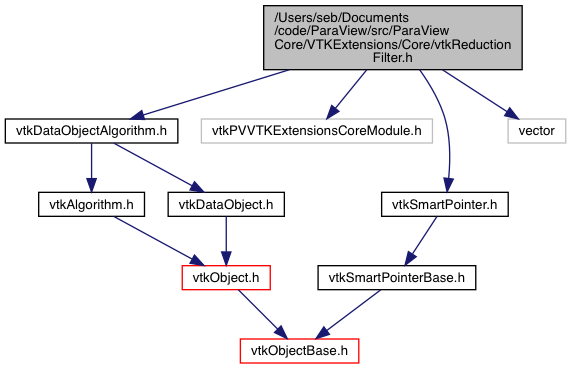 /Users/seb/Documents
/code/ParaView/src/ParaView
Core/VTKExtensions/Core/vtkReduction
Filter.h
vtkDataObjectAlgorithm.h
vtkPVVTKExtensionsCoreModule.h
vector
vtkAlgorithm.h
vtkDataObject.h
vtkSmartPointer.h
vtkObject.h
vtkSmartPointerBase.h
vtkObjectBase.h